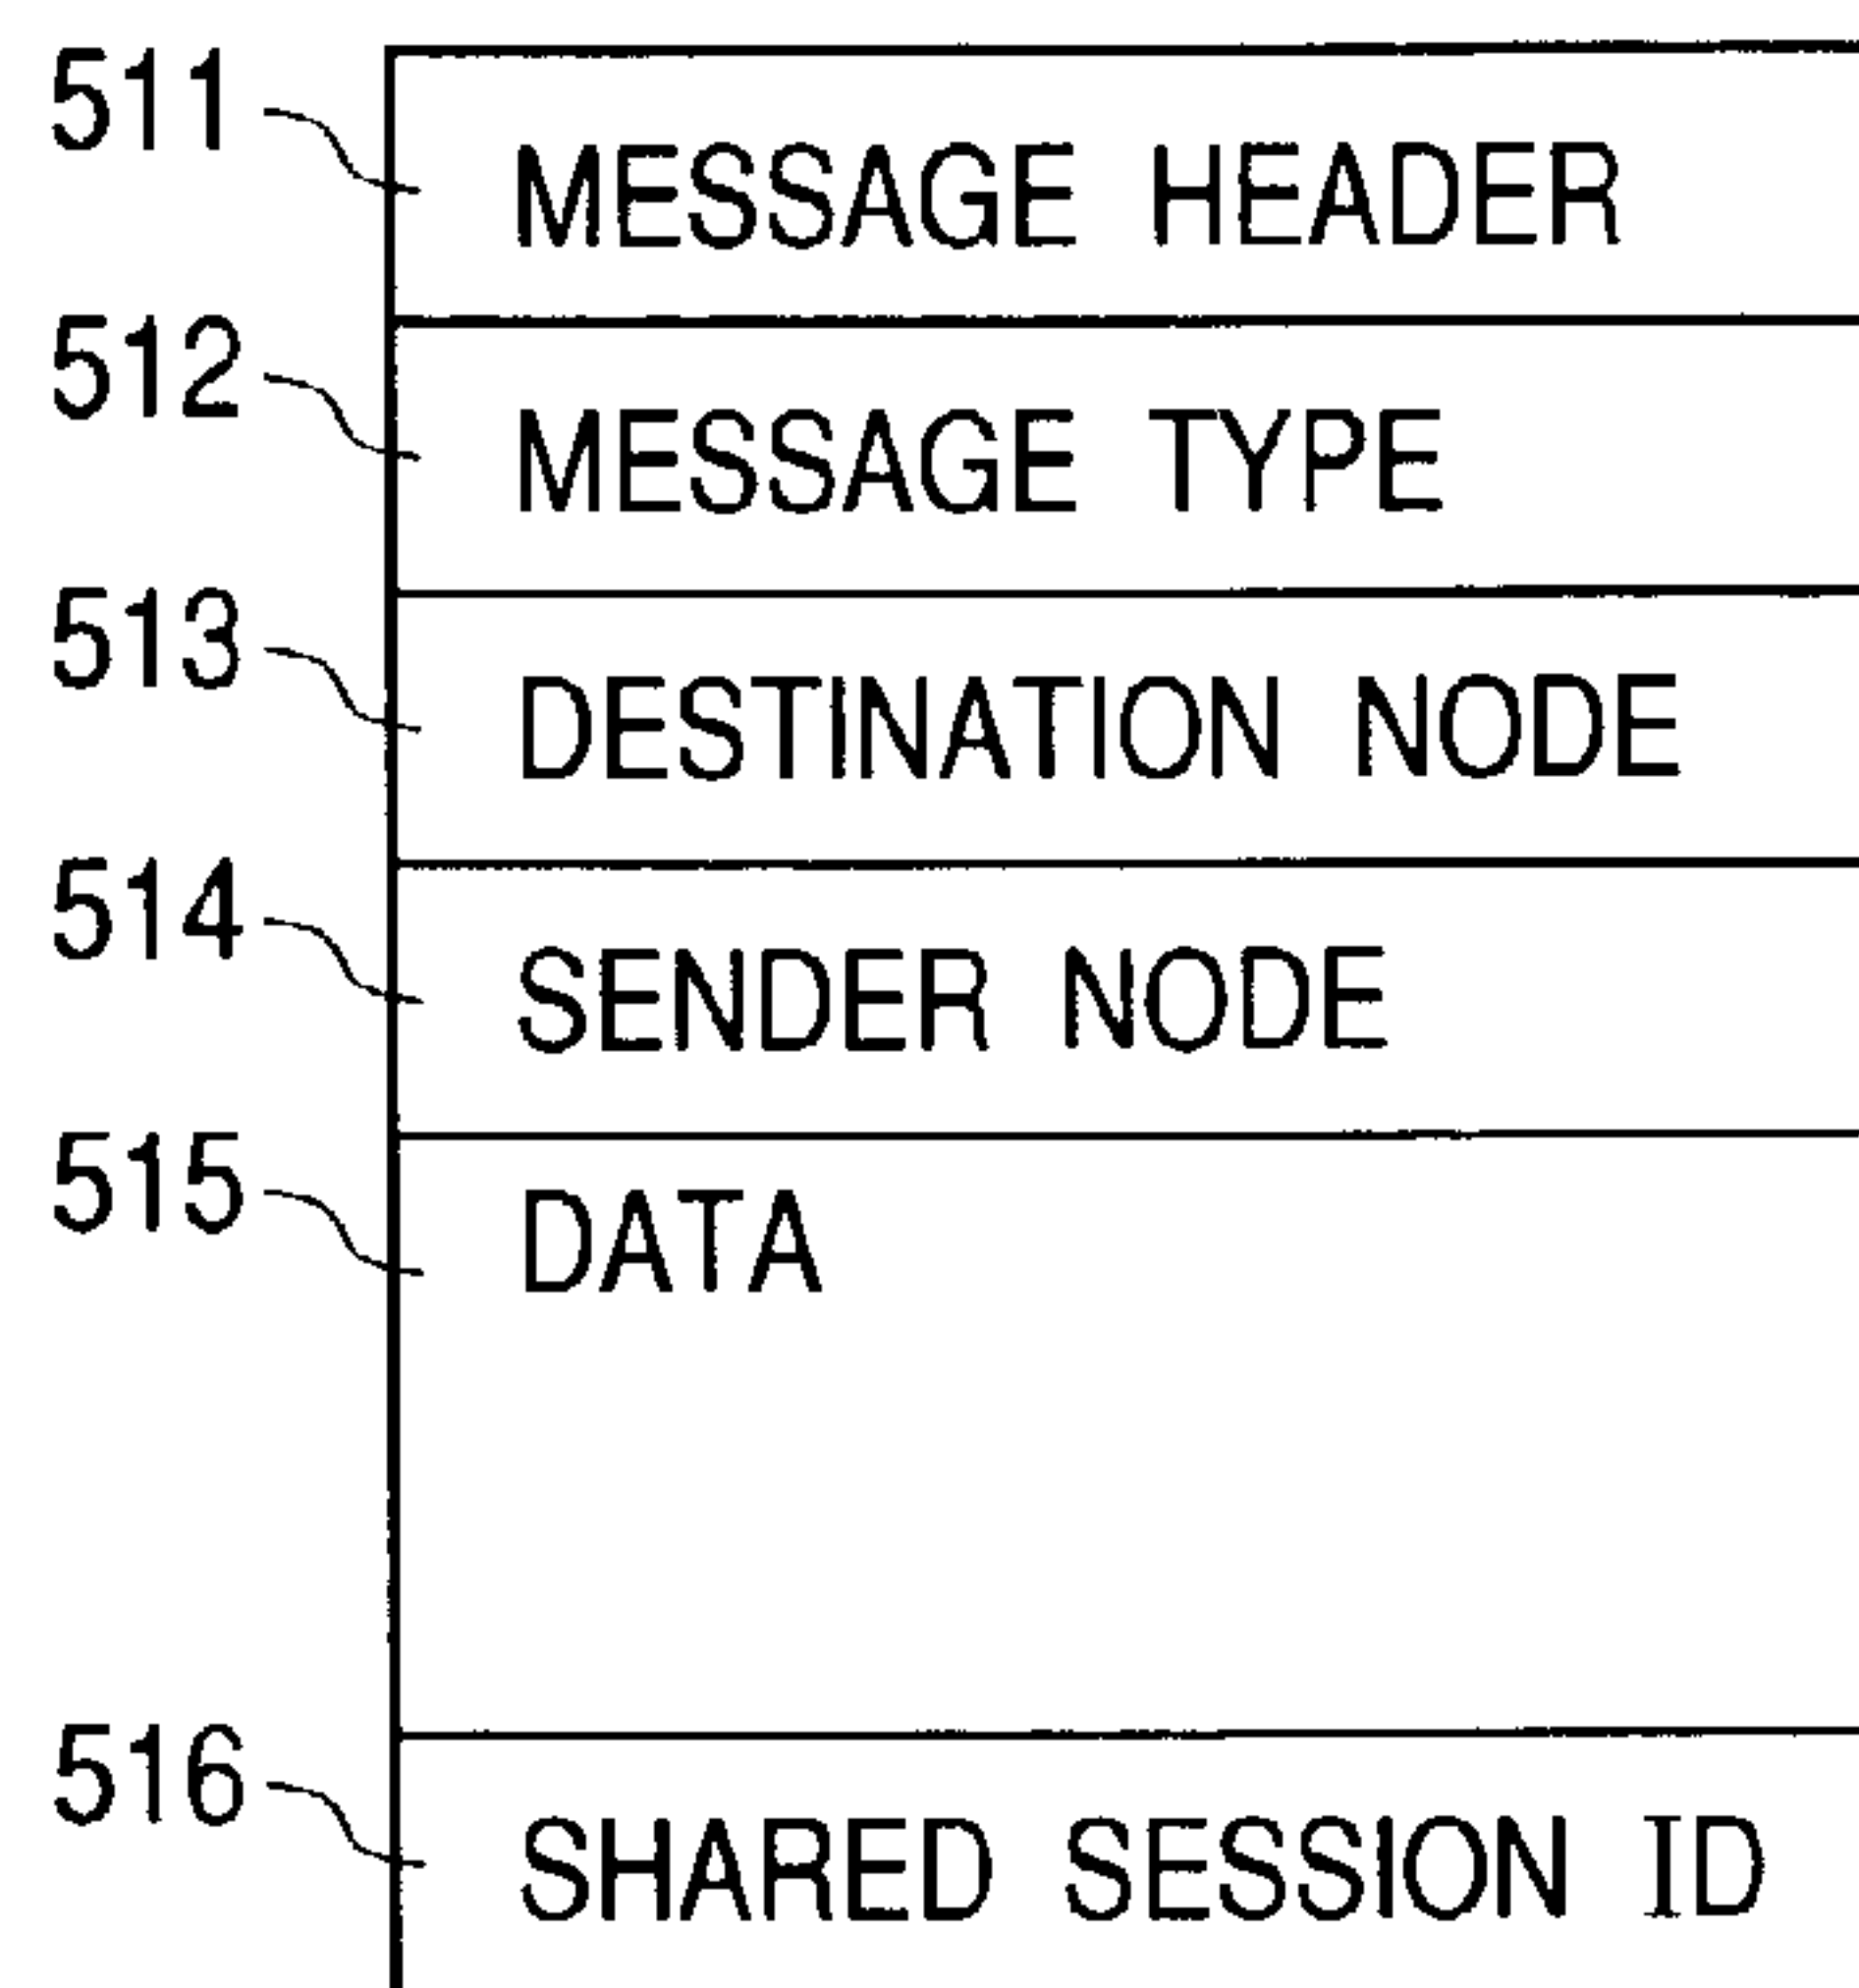 511 MESSAGE HEADER
512 MESSAGE TYPE
513 DESTINATION NODE
514 SENDER NODE
515 DATA
516 SHARED SESSION ID